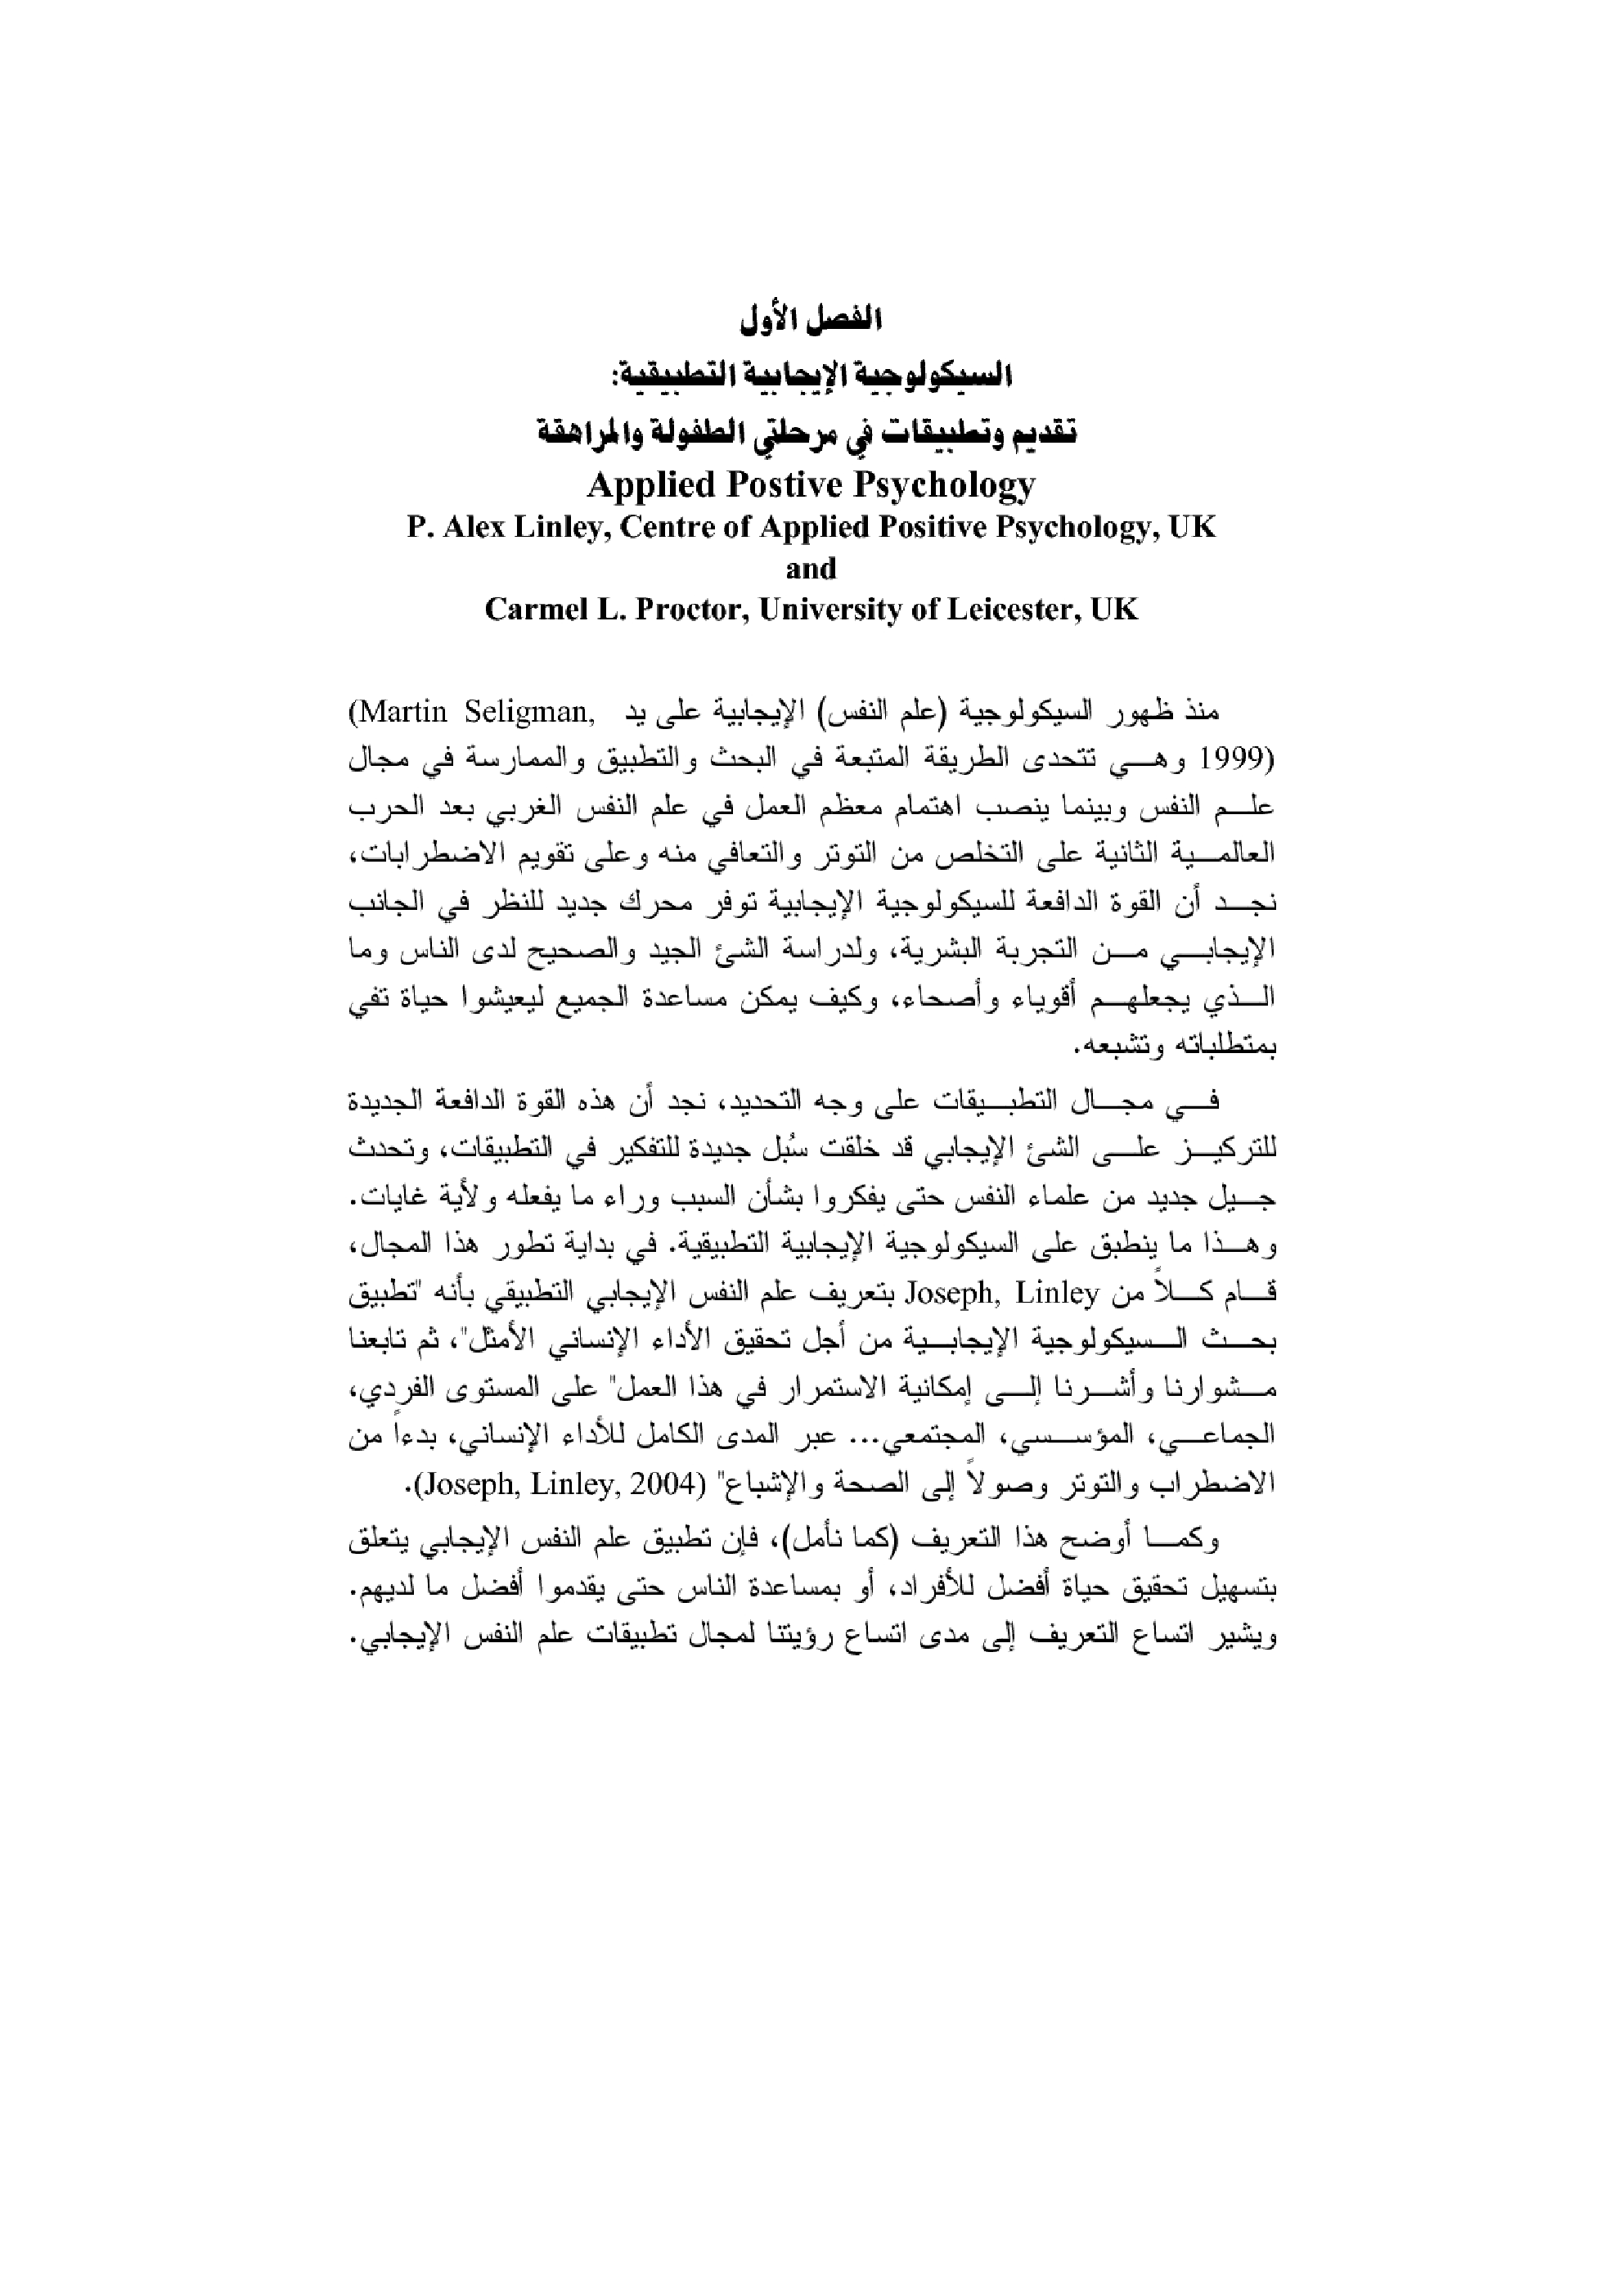 الفصل الأول
السيكولوجية الإيجابية التطبيقية:
تقديم وتطبيقات في مرحلتي الطفولة والمراهقة
Applied Postive Psychology
P. Alex Linley, Centre of Applied Positive Psychology, UK
and
Carmel L. Proctor, University of Leicester, UK
منذ ظهور السيكولوجية (علم النفس) الإيجابية على يد (Martin Seligman,
1999) وهي تتحدى الطريقة المتبعة في البحث والتطبيق والممارسة في مجال
علم النفس وبينما ينصب اهتمام معظم العمل في علم النفس الغربي بعد الحرب
العالمية الثانية على التخلص من التوتر والتعافي منه وعلى تقويم الاضطرابات،
نجد أن القوة الدافعة للسيكولوجية الإيجابية توفر محرك جديد للنظر في الجانب
الإيجابي من التجربة البشرية، ولدراسة الشئ الجيد والصحيح لدى الناس وما
الذي يجعلهم أقوياء وأصحاء، وكيف يمكن مساعدة الجميع ليعيشوا حياة تفي
بمتطلباته وتشبعه.
في مجال التطبيقات على وجه التحديد، نجد أن هذه القوة الدافعة الجديدة
للتركيز على الشئ الإيجابي قد خلقت سُبل جديدة للتفكير في التطبيقات، وتحدث
جيل جديد من علماء النفس حتى يفكروا بشأن السبب وراء ما يفعله ولأية غايات.
وهذا ما ينطبق على السيكولوجية الإيجابية التطبيقية. في بداية تطور هذا المجال،
قام كلاً من Joseph, Linley بتعريف علم النفس الإيجابي التطبيقي بأنه "تطبيق
بحث السيكولوجية الإيجابية من أجل تحقيق الأداء الإنساني الأمثل"، ثم تابعنا
مشوارنا وأشرنا إلى إمكانية الاستمرار في هذا العمل" على المستوى الفردي،
الجماعي، المؤسسي، المجتمعي... عبر المدى الكامل للأداء الإنساني، بدءاً من
الاضطراب والتوتر وصولاً إلى الصحة والإشباع" (Joseph, Linley, 2004).
وكما أوضح هذا التعريف (كما نأمل)، فإن تطبيق علم النفس الإيجابي يتعلق
بتسهيل تحقيق حياة أفضل للأفراد، أو بمساعدة الناس حتى يقدموا أفضل ما لديهم.
ويشير اتساع التعريف إلى مدى اتساع رؤيتنا لمجال تطبيقات علم النفس الإيجابي.